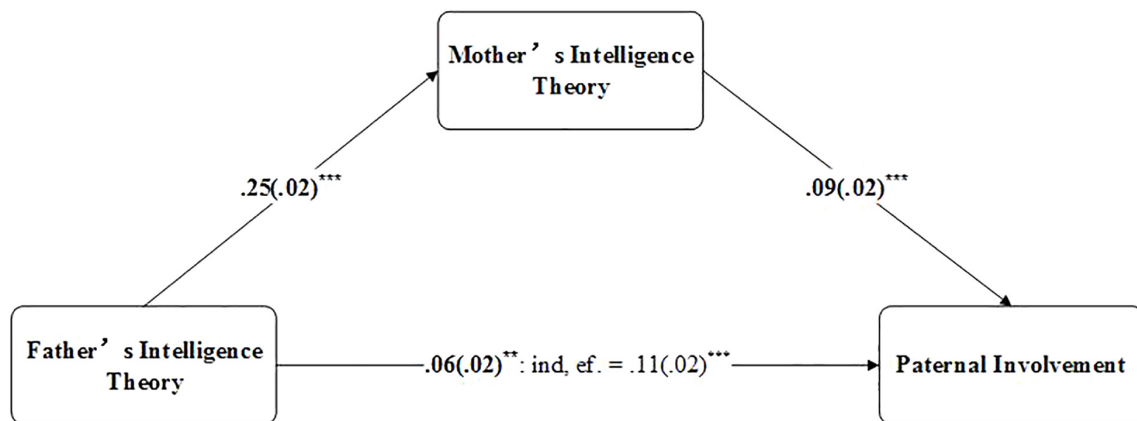 Mother’s Intelligence
Theory
.25(.02)***
.09(.02)***
Father’s Intelligence
Theory
.06(.02)**: ind, ef. = .11(.02)***
Paternal Involvement